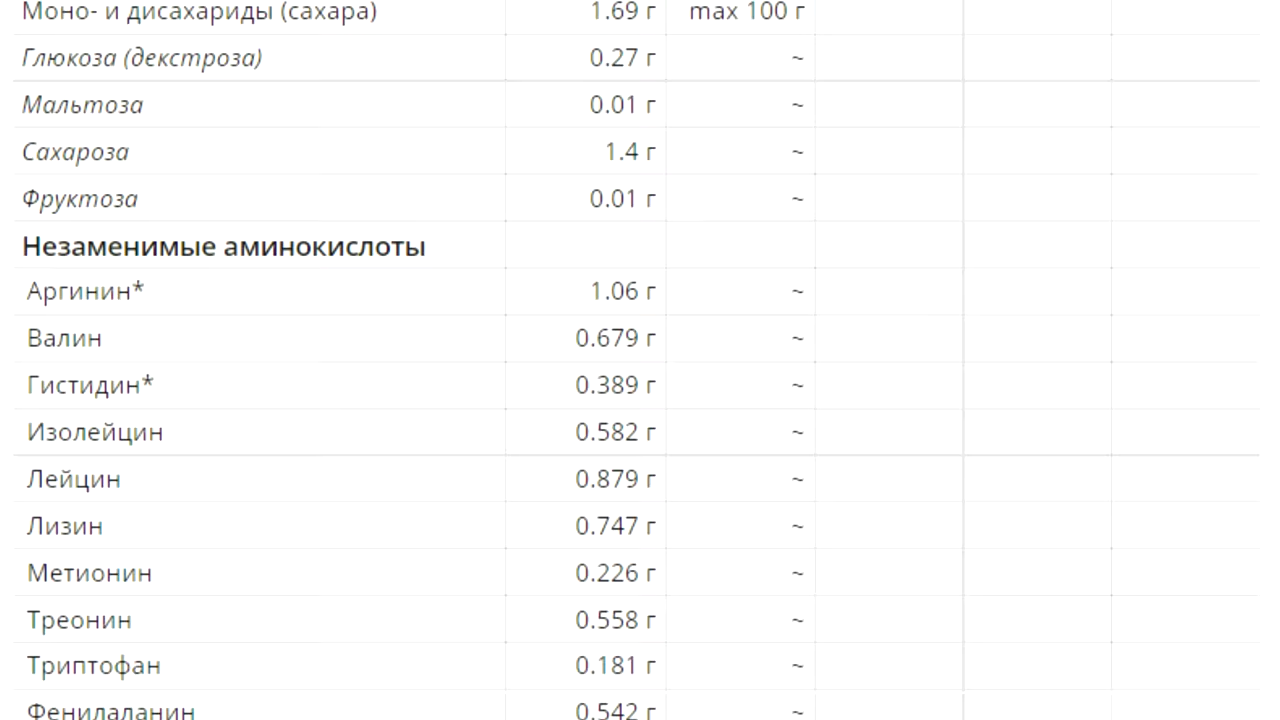 Моно- и дисахариды (сахара) 1.69 г max 100 г
Глюкоза (декстроза) 0.27 г ~
Мальтоза 0.01 г ~
Сахароза 1.4 г ~
Фруктоза 0.01 г ~
Незаменимые аминокислоты
Аргинин* 1.06 г ~
Валин 0.679 г ~
Гистидин* 0.389 г ~
Изолейцин 0.582 г ~
Лейцин 0.879 г ~
Лизин 0.747 г ~
Метионин 0.226 г ~
Треонин 0.558 г ~
Триптофан 0.181 г ~
Фенилаланин 0.542 г ~